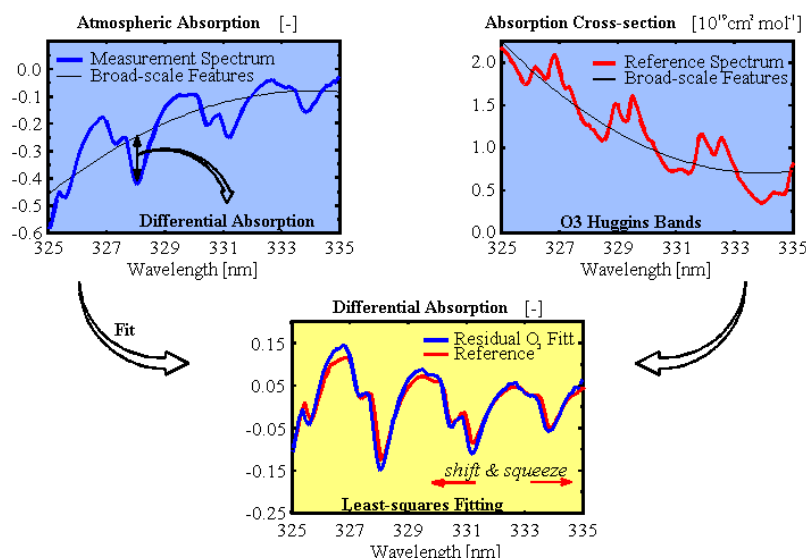 Atmospheric Absorption [-]
Measurement Spectrum
Broad-scale Features
0.0
-0.1
-0.2
-0.3
-0.4
-0.5
-0.6
Differential Absorption
325 327 329 331 333 335
Wavelength [nm]
Absorption Cross-section [10⁻¹⁹cm² mol⁻¹]
Reference Spectrum
Broad-scale Features
2.0
1.5
1.0
0.5
0.0
O3 Huggins Bands
325 327 329 331 333 335
Wavelength [nm]
Fit
Differential Absorption [-]
Residual O₃ Fitt
Reference
0.15
0.05
-0.05
-0.15
-0.25
shift & squeeze
Least-squares Fitting
325 327 329 331 333 335
Wavelength [nm]